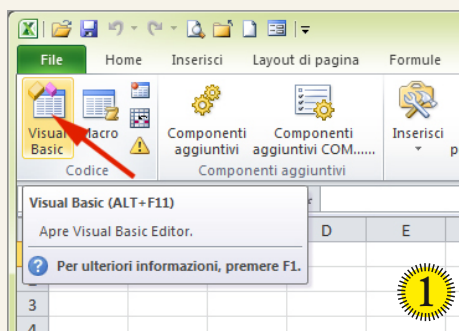 File Home Inserisci Layout di pagina Formule
Visual Basic
Macro
Componenti aggiuntivi
Componenti aggiuntivi COM......
Inserisci
Codice
Componenti aggiuntivi
Visual Basic (ALT+F11)
Apre Visual Basic Editor.
Per ulteriori informazioni, premere F1.
D E
3
4
1